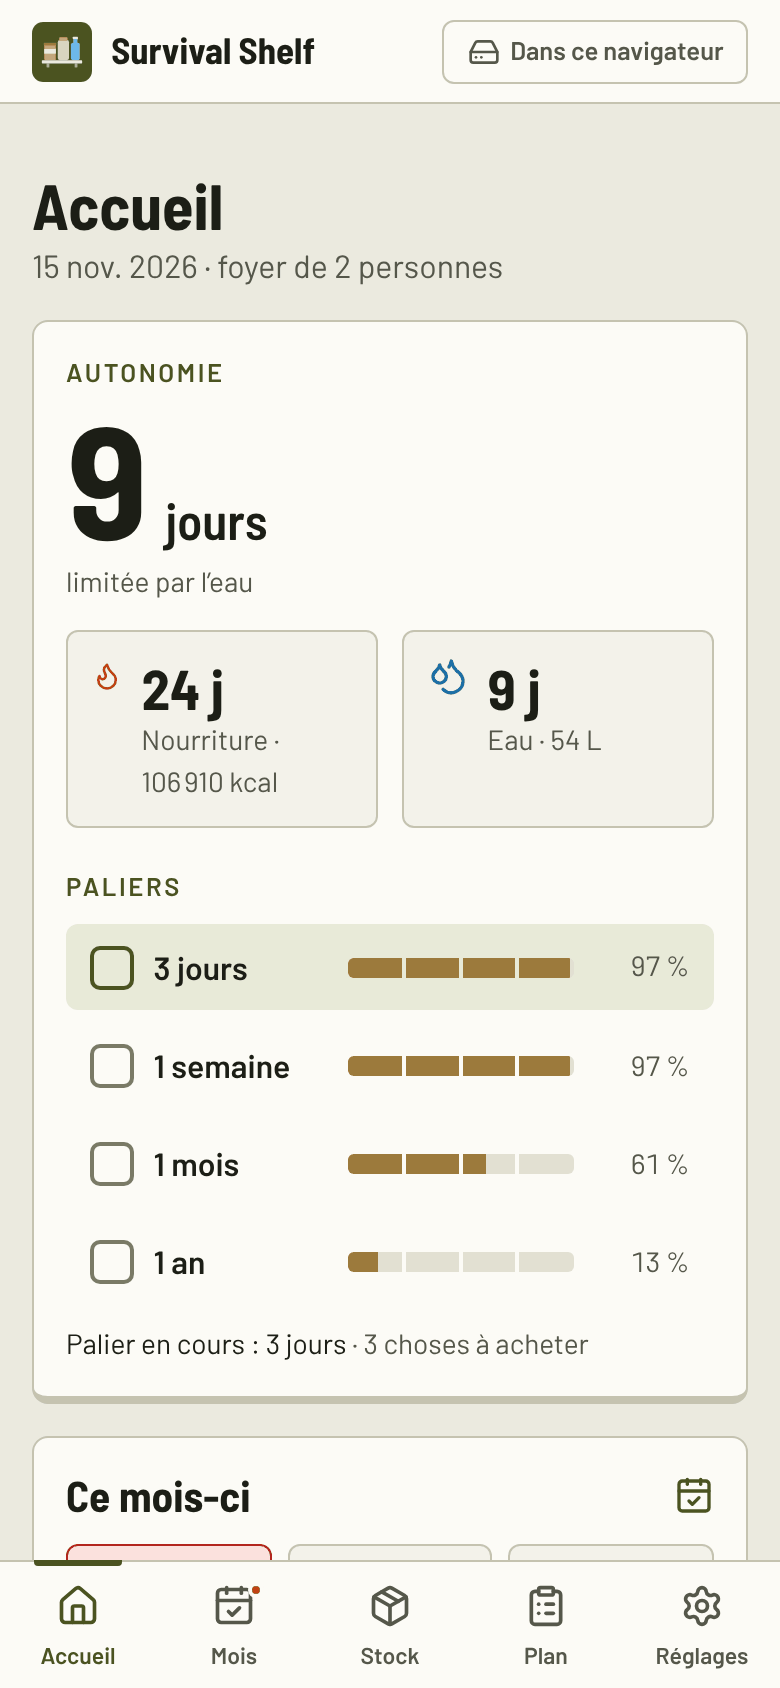 Survival Shelf
Dans ce navigateur
Accueil
15 nov. 2026 · foyer de 2 personnes
AUTONOMIE
9 jours
limitée par l’eau
24 j
Nourriture ·
106 910 kcal
9 j
Eau · 54 L
PALIERS
3 jours 97 %
1 semaine 97 %
1 mois 61 %
1 an 13 %
Palier en cours : 3 jours · 3 choses à acheter
Ce mois-ci
Accueil
Mois
Stock
Plan
Réglages